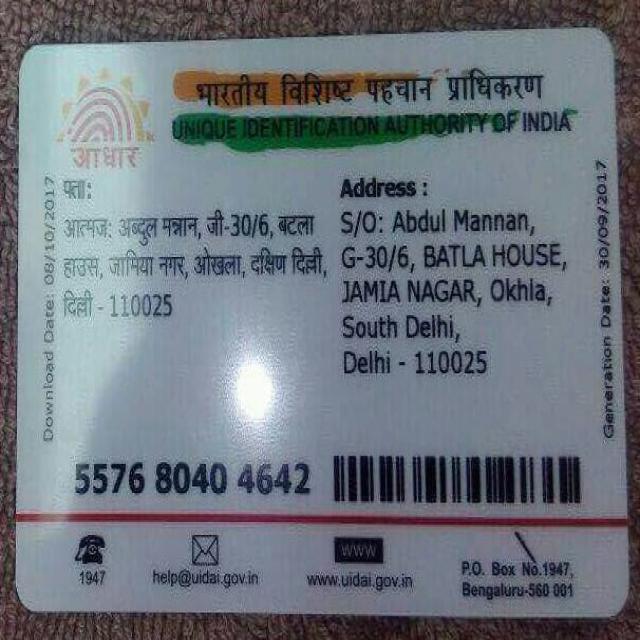 भारतीय विशिष्ट पहचान प्राधिकरण
UNIQUE IDENTIFICATION AUTHORITY OF INDIA
आधार
पता:
आत्मज: अब्दुल मन्नान, जी-30/6, बटला
हाउस, जामिया नगर, ओखला, दक्षिण दिल्ली,
दिल्ली - 110025
Address :
S/O: Abdul Mannan,
G-30/6, BATLA HOUSE,
JAMIA NAGAR, Okhla,
South Delhi,
Delhi - 110025
Download Date: 08/10/2017
Generation Date: 30/09/2017
5576 8040 4642
1947
help@uidai.gov.in
WWW
www.uidai.gov.in
P.O. Box No.1947,
Bengaluru-560 001